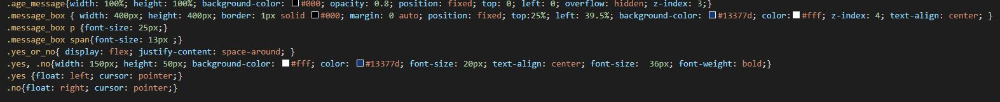 .age_message{width: 100%; height: 100%; background-color: #000; opacity: 0.8; position: fixed; top: 0; left: 0; overflow: hidden; z-index: 3;}
.message_box { width: 400px; height: 400px; border: 1px solid #000; margin: 0 auto; position: fixed; top:25%; left: 39.5%; background-color: #13377d; color:#fff; z-index: 4; text-align: center; }
.message_box p {font-size: 25px;}
.message_box span{font-size: 13px ;}
.yes_or_no{ display: flex; justify-content: space-around; }
.yes, .no{width: 150px; height: 50px; background-color: #fff; color: #13377d; font-size: 20px; text-align: center; font-size:  36px; font-weight: bold;}
.yes {float: left; cursor: pointer;}
.no{float: right; cursor: pointer;}